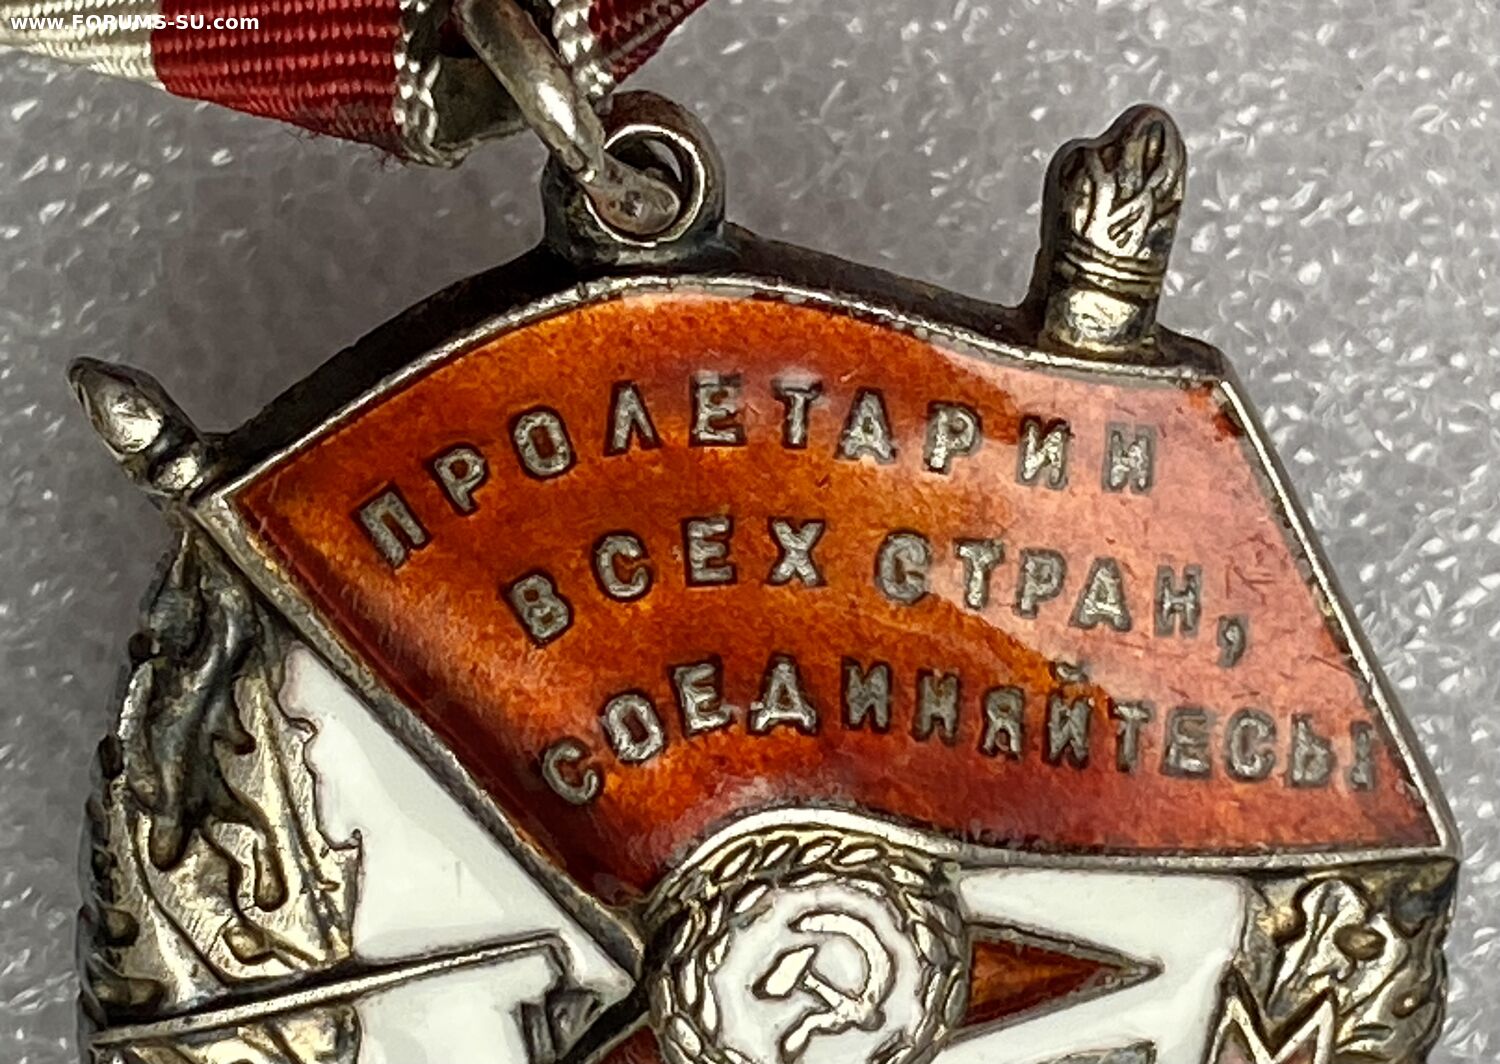 www.FORUMS-SU.com
ПРОЛЕТАРИИ
ВСЕХ СТРАН,
СОЕДИНЯЙТЕСЬ!
М